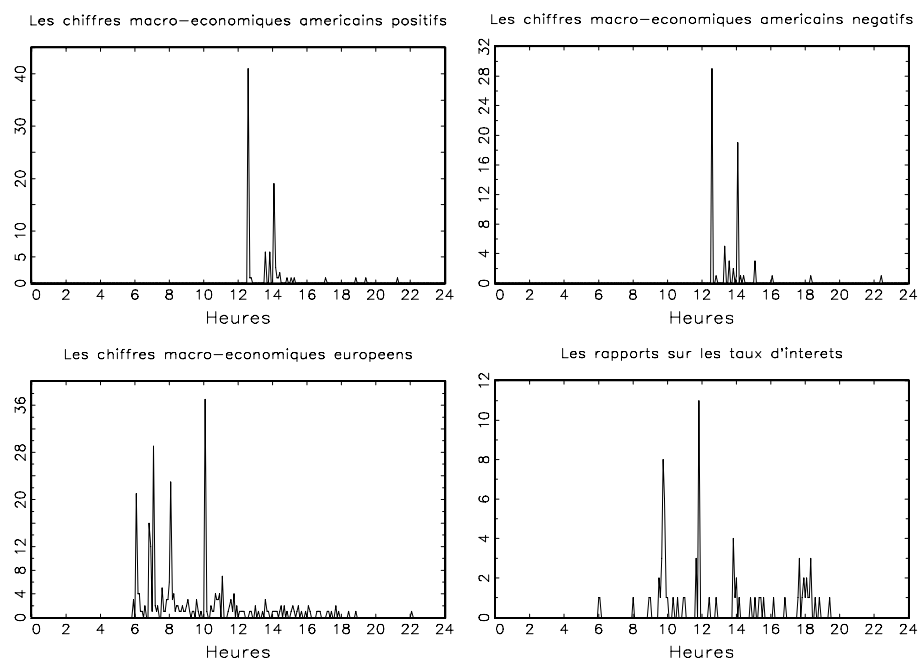 Les chiffres macro-economiques americains positifs
40
30
20
10
5
0
0 2 4 6 8 10 12 14 16 18 20 22 24
Heures
Les chiffres macro-economiques americains negatifs
32
28
24
20
16
12
8
4
0
0 2 4 6 8 10 12 14 16 18 20 22 24
Heures
Les chiffres macro-economiques europeens
36
28
20
12
8
4
0
0 2 4 6 8 10 12 14 16 18 20 22 24
Heures
Les rapports sur les taux d'interets
12
10
8
6
4
2
0
0 2 4 6 8 10 12 14 16 18 20 22 24
Heures